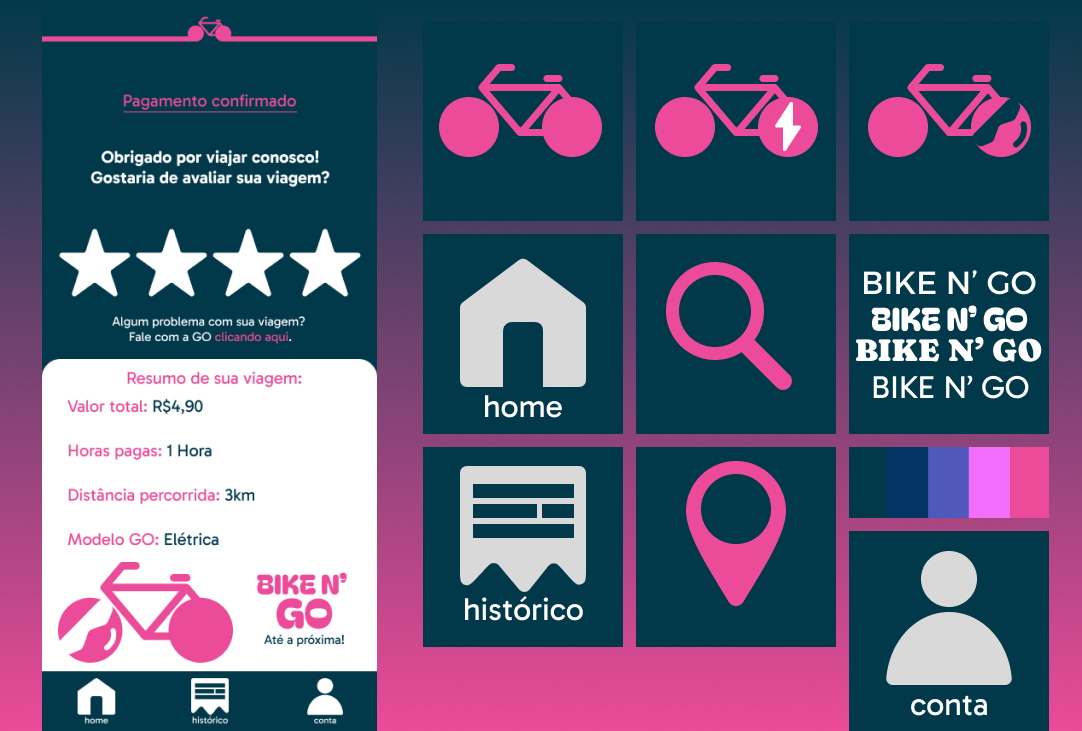 Pagamento confirmado
Obrigado por viajar conosco!
Gostaria de avaliar sua viagem?
Algum problema com sua viagem?
Fale com a GO clicando aqui.
Resumo de sua viagem:
Valor total: R$4,90
Horas pagas: 1 Hora
Distância percorrida: 3km
Modelo GO: Elétrica
BIKE N’
GO
Até a próxima!
home
histórico
conta
home
BIKE N’ GO
BIKE N’ GO
BIKE N’ GO
BIKE N’ GO
histórico
conta